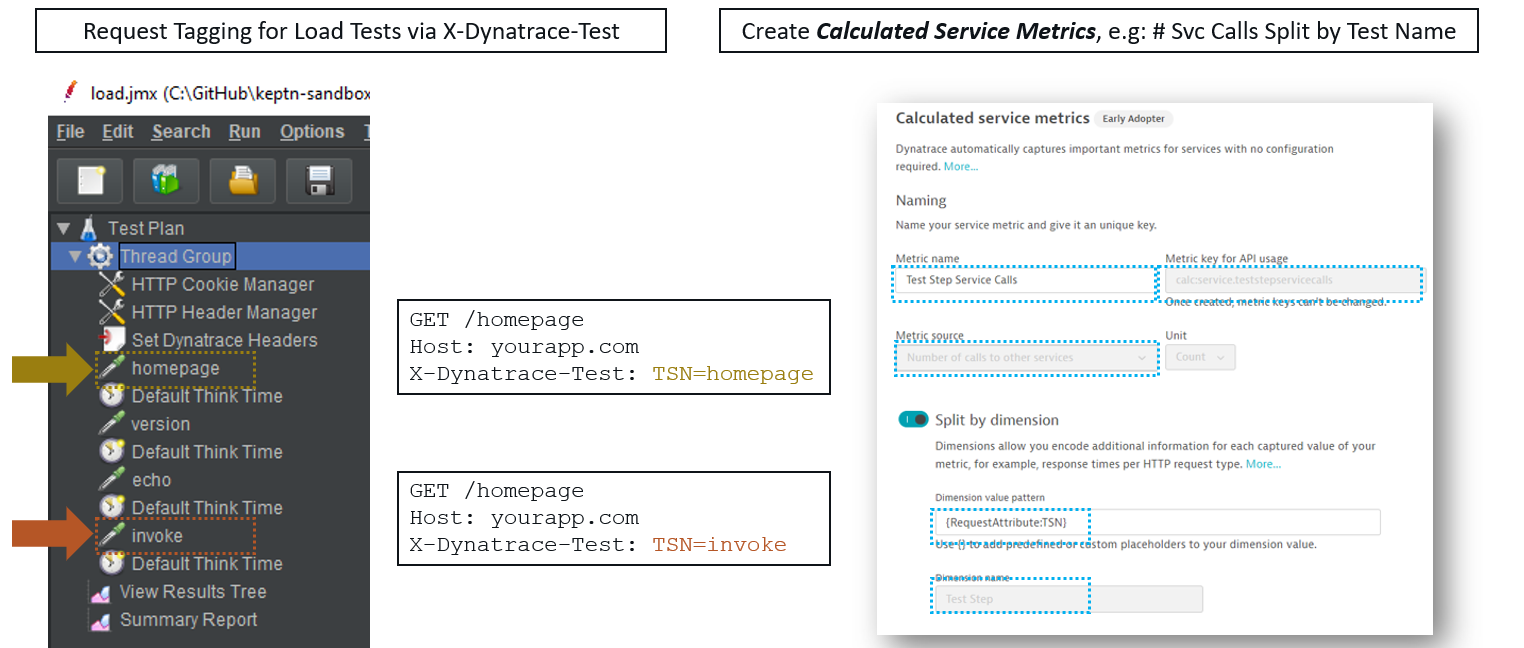 Request Tagging for Load Tests via X-Dynatrace-Test
load.jmx (C:\GitHub\keptn-sandbox
File Edit Search Run Options
Test Plan
Thread Group
HTTP Cookie Manager
HTTP Header Manager
Set Dynatrace Headers
homepage
Default Think Time
version
Default Think Time
echo
Default Think Time
invoke
Default Think Time
View Results Tree
Summary Report
GET /homepage
Host: yourapp.com
X-Dynatrace-Test: TSN=homepage
GET /homepage
Host: yourapp.com
X-Dynatrace-Test: TSN=invoke
Create Calculated Service Metrics, e.g: # Svc Calls Split by Test Name
Calculated service metrics Early Adopter
Dynatrace automatically captures important metrics for services with no configuration
required. More...
Naming
Name your service metric and give it an unique key.
Metric name Metric key for API usage
Test Step Service Calls calc:service.teststepservicecalls
Once created, metric keys can't be changed.
Metric source Unit
Number of calls to other services Count
Split by dimension
Dimensions allow you encode additional information for each captured value of your
metric, for example, response times per HTTP request type. More...
Dimension value pattern
{RequestAttribute:TSN}
Use {} to add predefined or custom placeholders to your dimension value.
Dimension name
Test Step